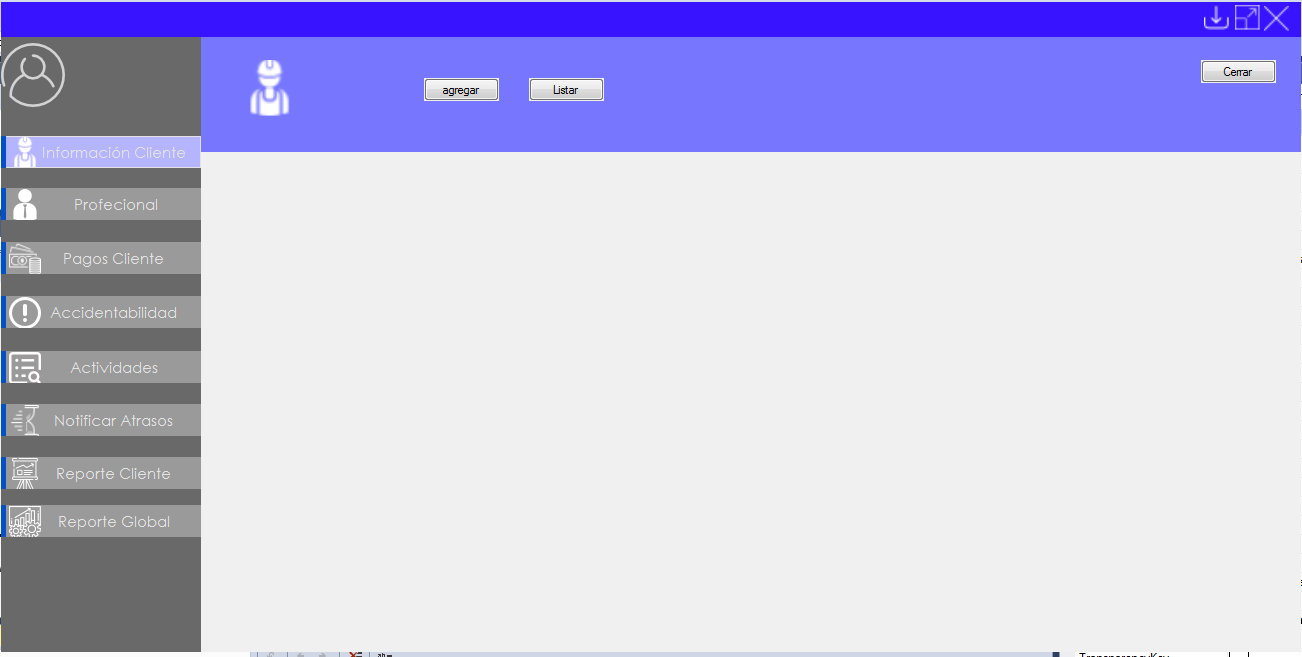 Cerrar
agregar
Listar
Información Cliente
Profecional
Pagos Cliente
Accidentabilidad
Actividades
Notificar Atrasos
Reporte Cliente
Reporte Global